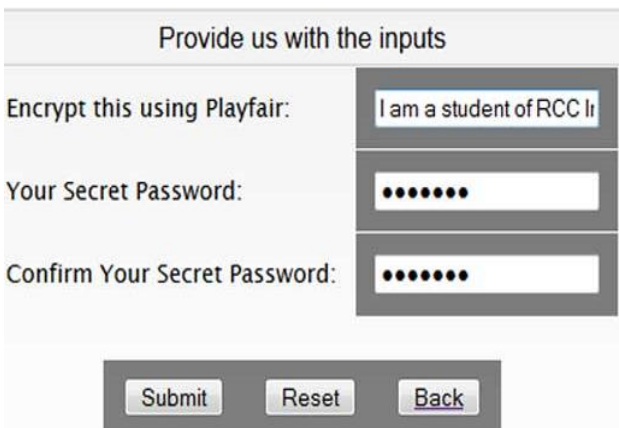 Provide us with the inputs
Encrypt this using Playfair: I am a student of RCC In
Your Secret Password: •••••••
Confirm Your Secret Password: •••••••
Submit Reset Back